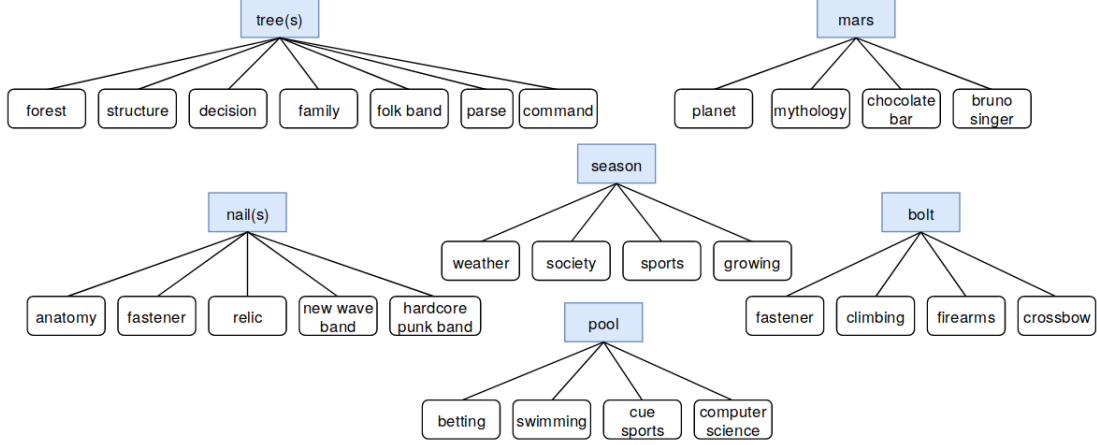 tree(s)
mars
forest
structure
decision
family
folk band
parse
command
planet
mythology
chocolate
bar
bruno
singer
season
nail(s)
bolt
weather
society
sports
growing
anatomy
fastener
relic
new wave
band
hardcore
punk band
fastener
climbing
firearms
crossbow
pool
betting
swimming
cue
sports
computer
science